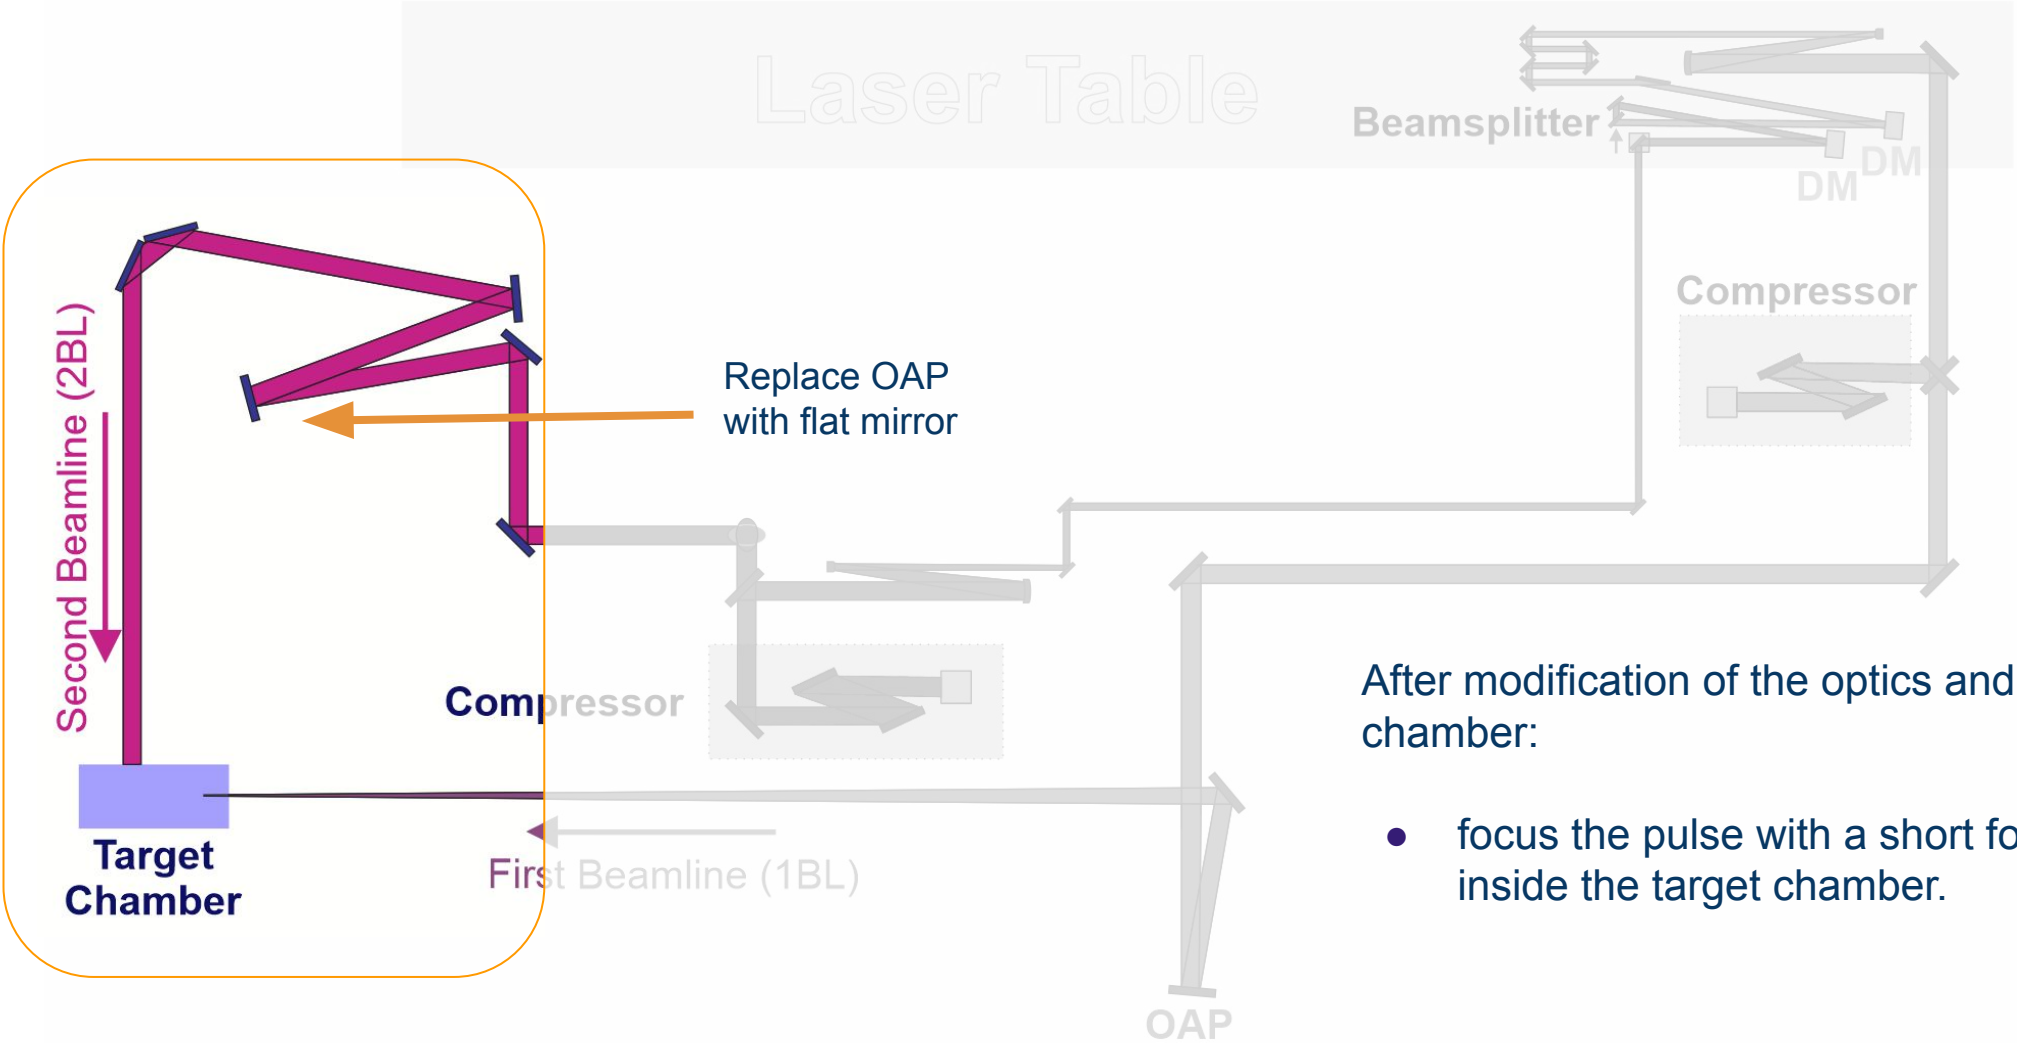 Laser Table
Beamsplitter
DM
DM
Compressor
Second Beamline (2BL)
Replace OAP
with flat mirror
Compressor
Target
Chamber
First Beamline (1BL)
OAP
After modification of the optics and
chamber:
● focus the pulse with a short
inside the target chamber.